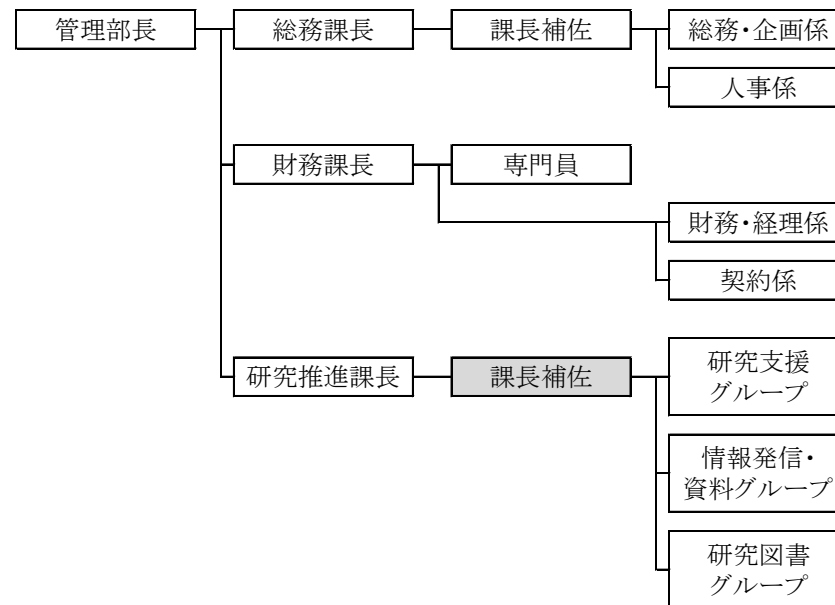 管理部長
総務課長
課長補佐
総務・企画係
人事係
財務課長
専門員
財務・経理係
契約係
研究推進課長
課長補佐
研究支援
グループ
情報発信・
資料グループ
研究図書
グループ